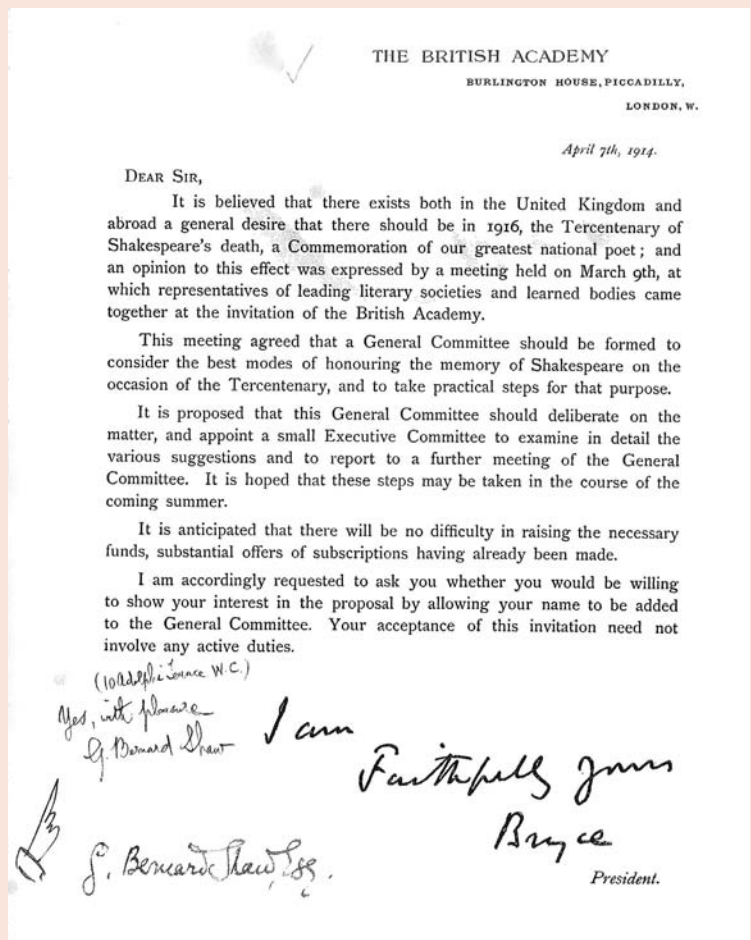 THE BRITISH ACADEMY
BURLINGTON HOUSE, PICCADILLY,
LONDON, W.
April 7th, 1914.
DEAR SIR,
It is believed that there exists both in the United Kingdom and
abroad a general desire that there should be in 1916, the Tercentenary of
Shakespeare's death, a Commemoration of our greatest national poet; and
an opinion to this effect was expressed by a meeting held on March 9th, at
which representatives of leading literary societies and learned bodies came
together at the invitation of the British Academy.
This meeting agreed that a General Committee should be formed to
consider the best modes of honouring the memory of Shakespeare on the
occasion of the Tercentenary, and to take practical steps for that purpose.
It is proposed that this General Committee should deliberate on the
matter, and appoint a small Executive Committee to examine in detail the
various suggestions and to report to a further meeting of the General
Committee. It is hoped that these steps may be taken in the course of the
coming summer.
It is anticipated that there will be no difficulty in raising the necessary
funds, substantial offers of subscriptions having already been made.
I am accordingly requested to ask you whether you would be willing
to show your interest in the proposal by allowing your name to be added
to the General Committee. Your acceptance of this invitation need not
involve any active duties.
(10 Adelphi Terrace W.C.)
Yes, with pleasure
G. Bernard Shaw
I am
Faithfully yours
Bryce
President.
G. Bernard Shaw Esq.